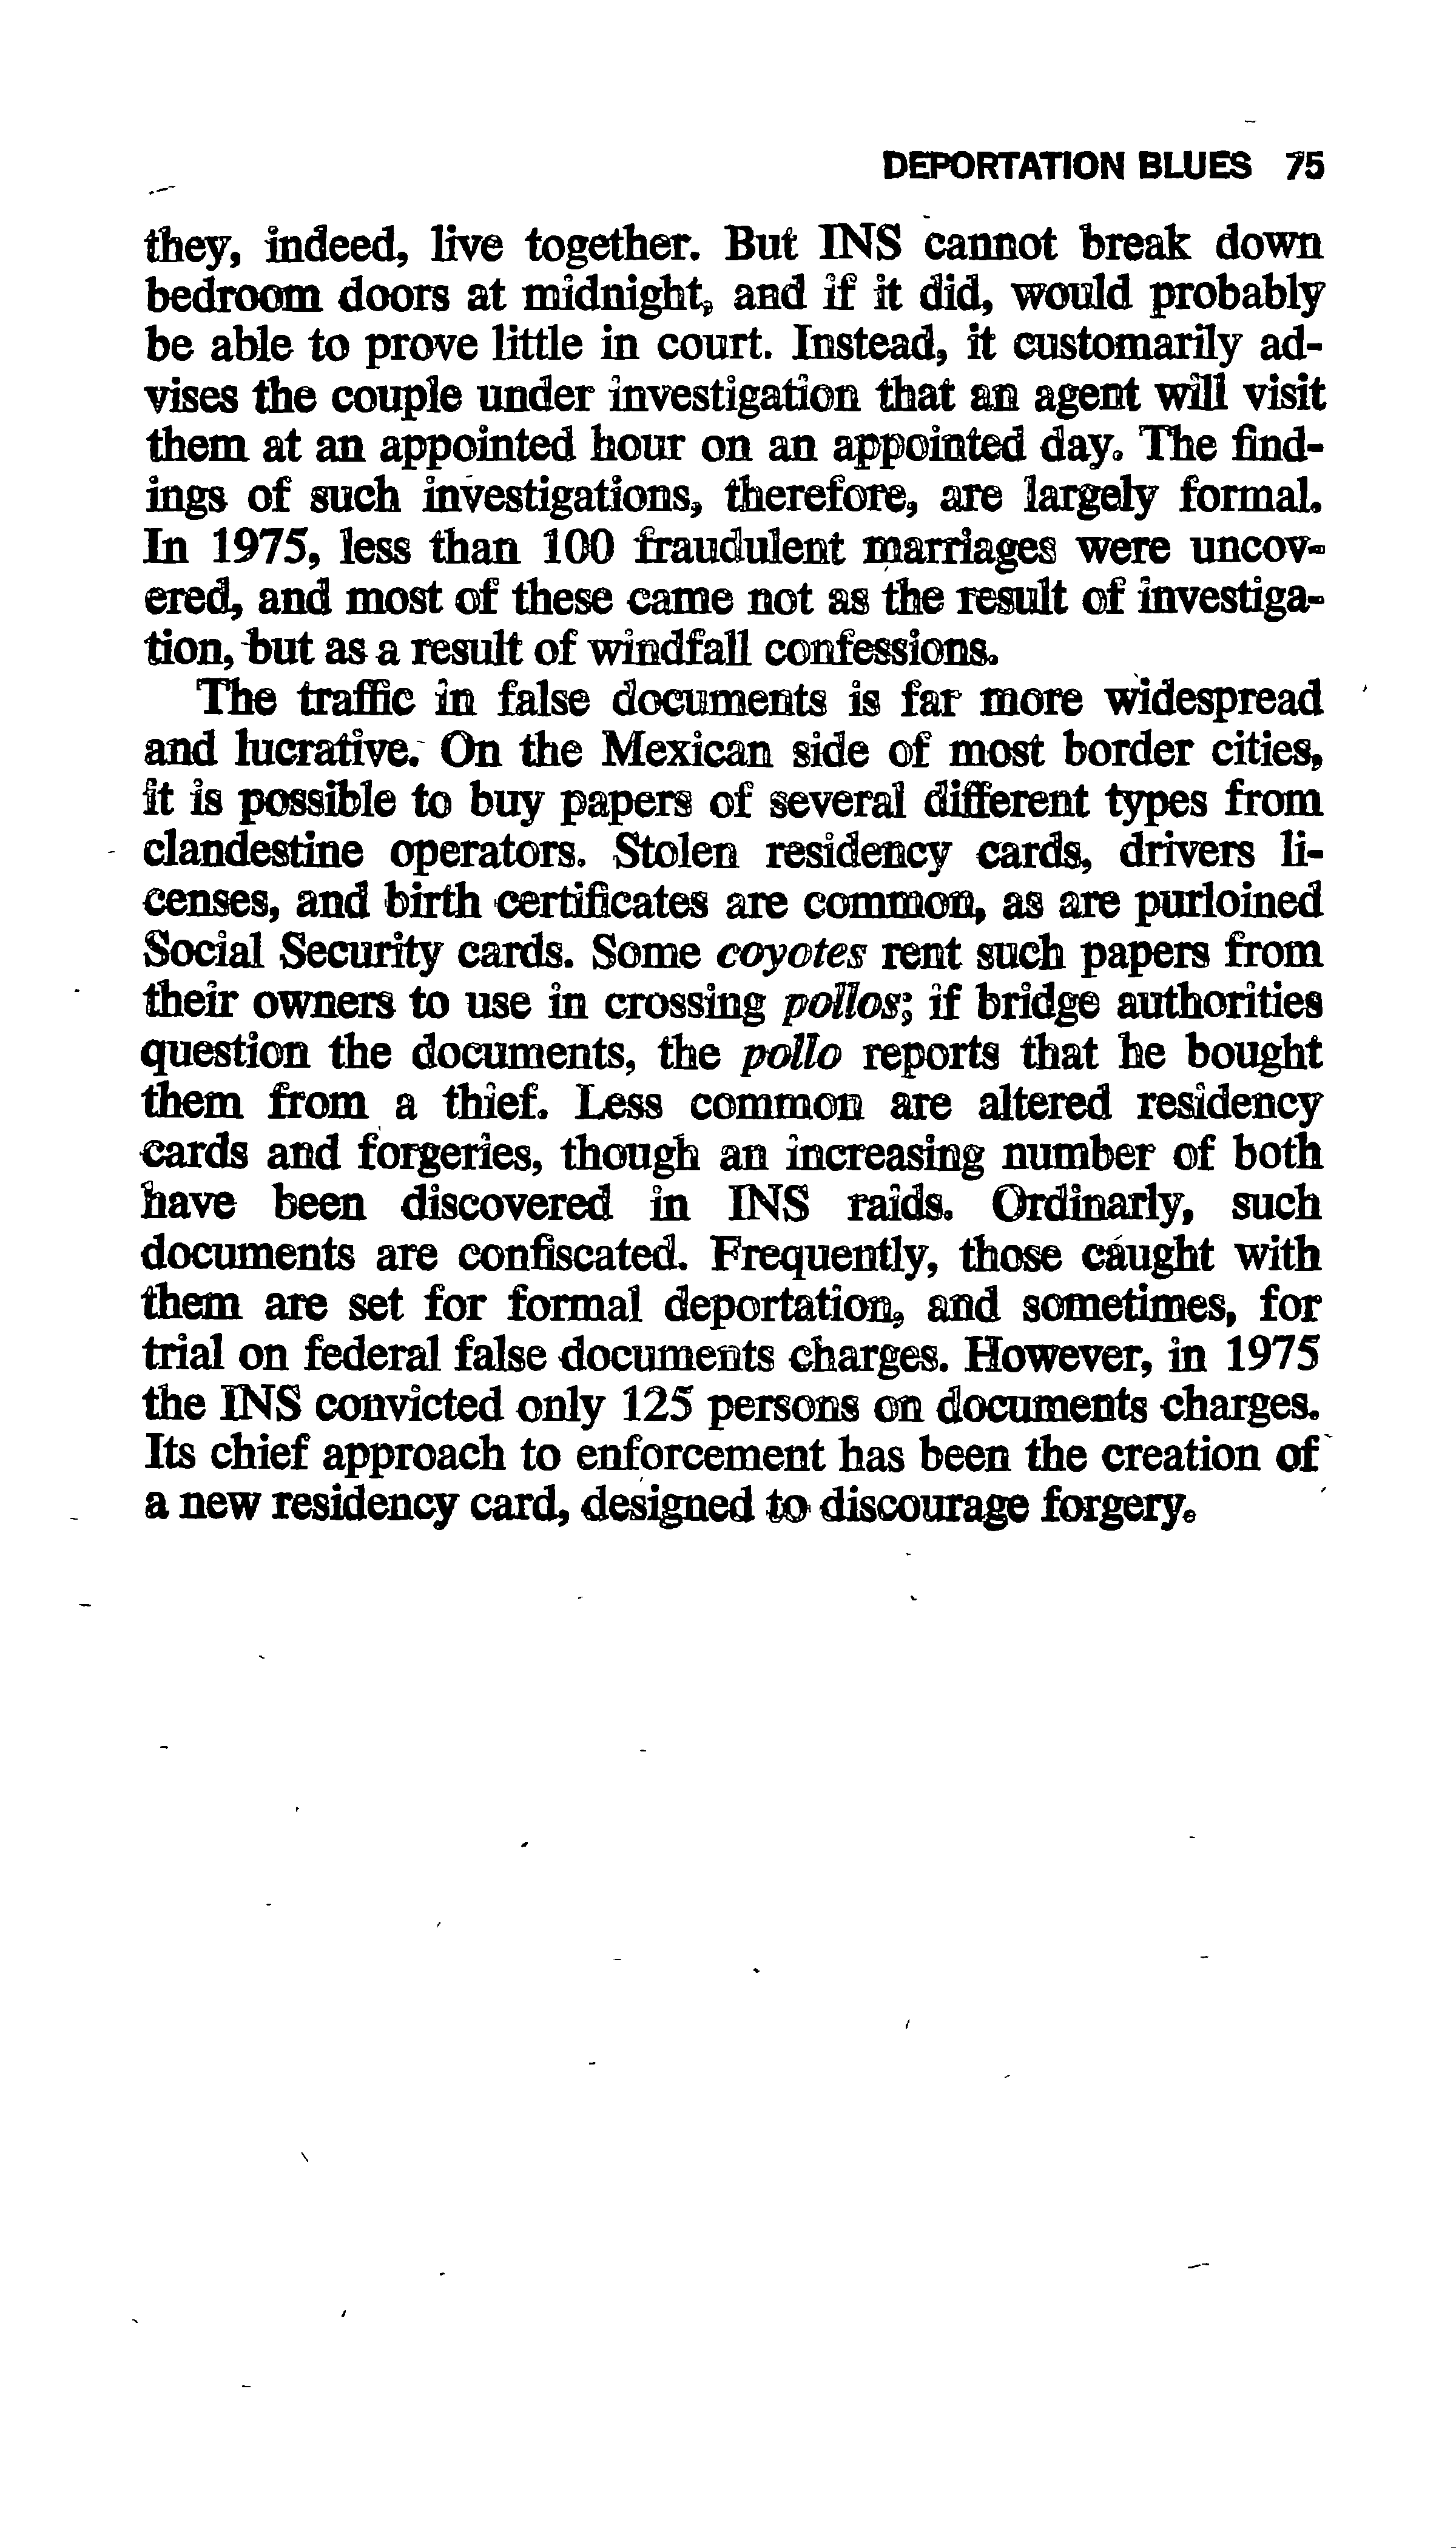 DEPORTATION BLUES 75
they, indeed, live together. But INS cannot break down
bedroom doors at midnight, and if it did, would probably
be able to prove little in court. Instead, it customarily ad-
vises the couple under investigation that an agent will visit
them at an appointed hour on an appointed day. The find-
ings of such investigations, therefore, are largely formal.
In 1975, less than 100 fraudulent marriages were uncov-
ered, and most of these came not as the result of investiga-
tion, but as a result of windfall confessions.
The traffic in false documents is far more widespread
and lucrative. On the Mexican side of most border cities,
it is possible to buy papers of several different types from
clandestine operators. Stolen residency cards, drivers li-
censes, and birth certificates are common, as are purloined
Social Security cards. Some coyotes rent such papers from
their owners to use in crossing pollos; if bridge authorities
question the documents, the pollo reports that he bought
them from a thief. Less common are altered residency
cards and forgeries, though an increasing number of both
have been discovered in INS raids. Ordinarly, such
documents are confiscated. Frequently, those caught with
them are set for formal deportation, and sometimes, for
trial on federal false documents charges. However, in 1975
the INS convicted only 125 persons on documents charges.
Its chief approach to enforcement has been the creation of
a new residency card, designed to discourage forgery.